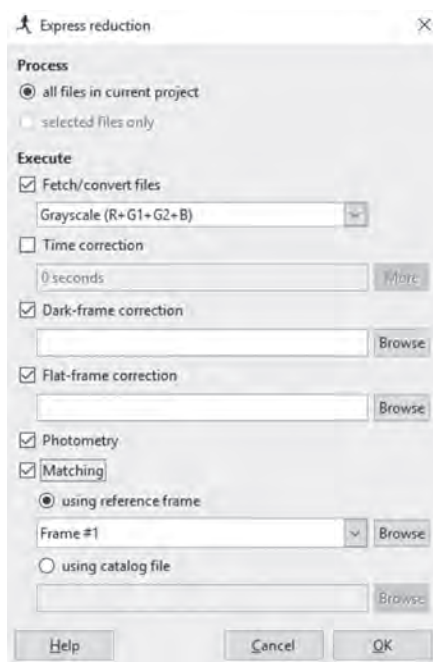 Express reduction
Process
all files in current project
selected files only
Execute
Fetch/convert files
Grayscale (R+G1+G2+B)
Time correction
0 seconds More
Dark-frame correction
Browse
Flat-frame correction
Browse
Photometry
Matching
using reference frame
Frame #1 Browse
using catalog file
Browse
Help Cancel OK